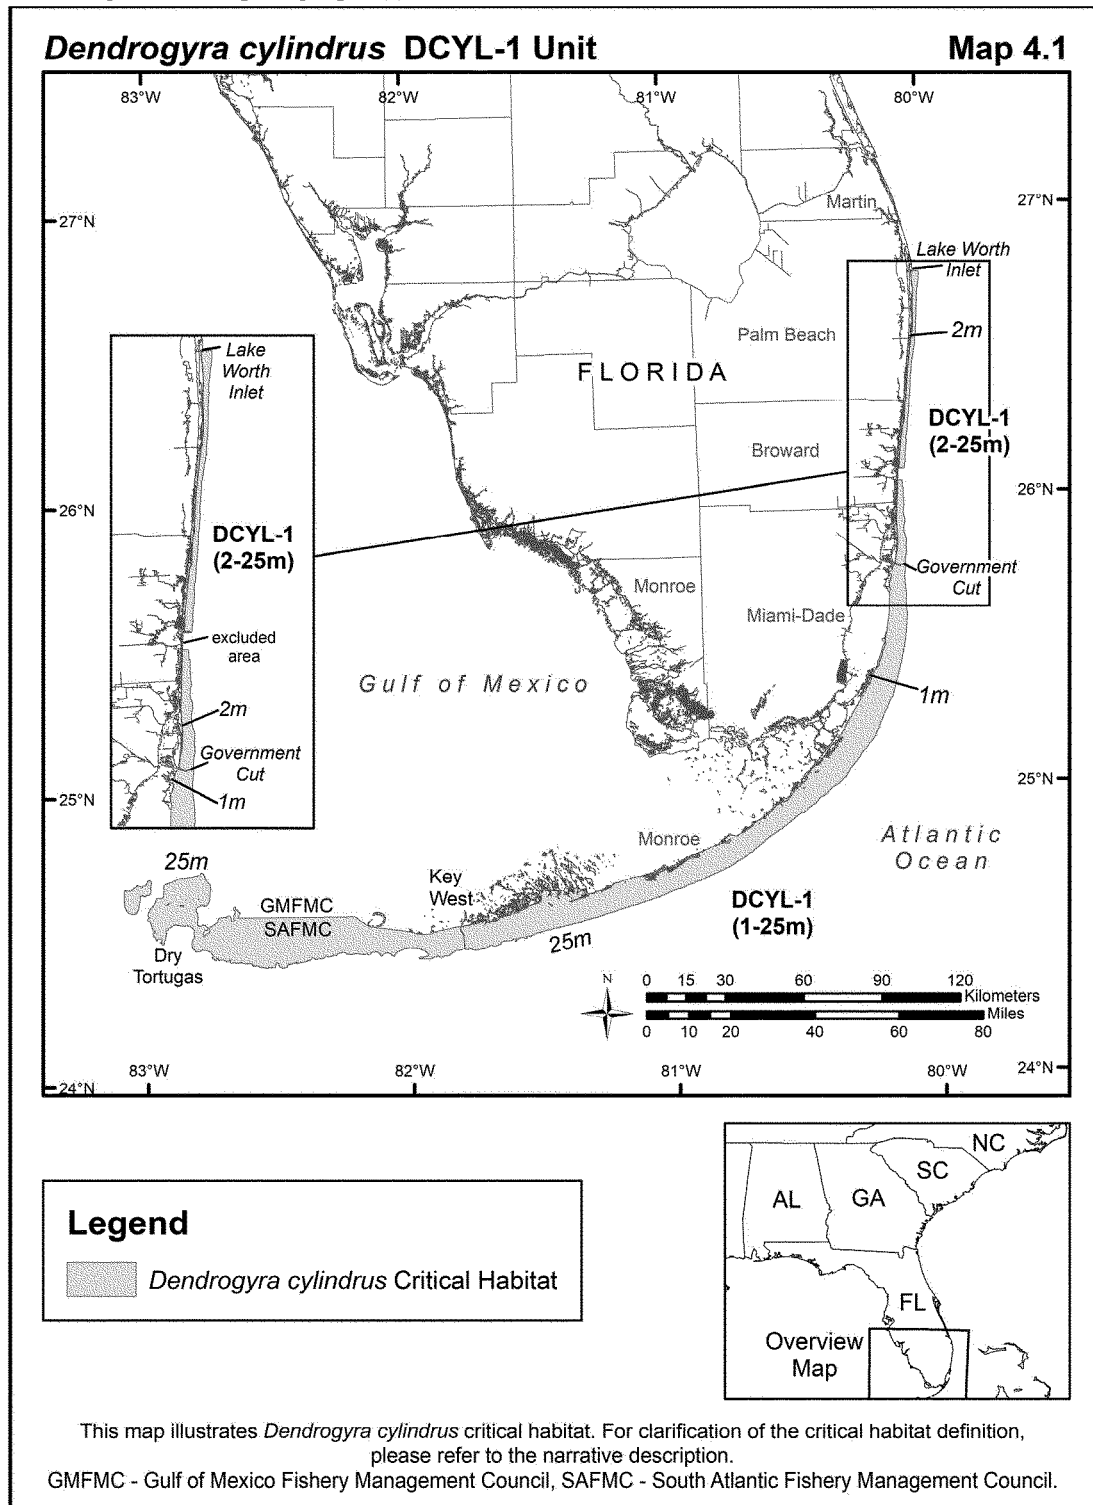 Dendrogyra cylindrus DCYL-1 Unit Map 4.1
83°W 82°W 81°W 80°W
27°N 27°N
Martin
Lake Worth
Inlet
2m
Palm Beach
FLORIDA
DCYL-1
(2-25m)
Broward
26°N 26°N
Government
Cut
Monroe
Miami-Dade
1m
Gulf of Mexico
Lake
Worth
Inlet
DCYL-1
(2-25m)
excluded
area
2m
Government
Cut
1m
25°N 25°N
Atlantic
Ocean
Monroe
25m
Key
West
GMFMC
SAFMC
DCYL-1
(1-25m)
25m
Dry
Tortugas
N
0 15 30 60 90 120
Kilometers
Miles
0 10 20 40 60 80
24°N 24°N
83°W 82°W 81°W 80°W
Legend
Dendrogyra cylindrus Critical Habitat
NC
SC
AL GA
FL
Overview
Map
This map illustrates Dendrogyra cylindrus critical habitat. For clarification of the critical habitat definition,
please refer to the narrative description.
GMFMC - Gulf of Mexico Fishery Management Council, SAFMC - South Atlantic Fishery Management Council.